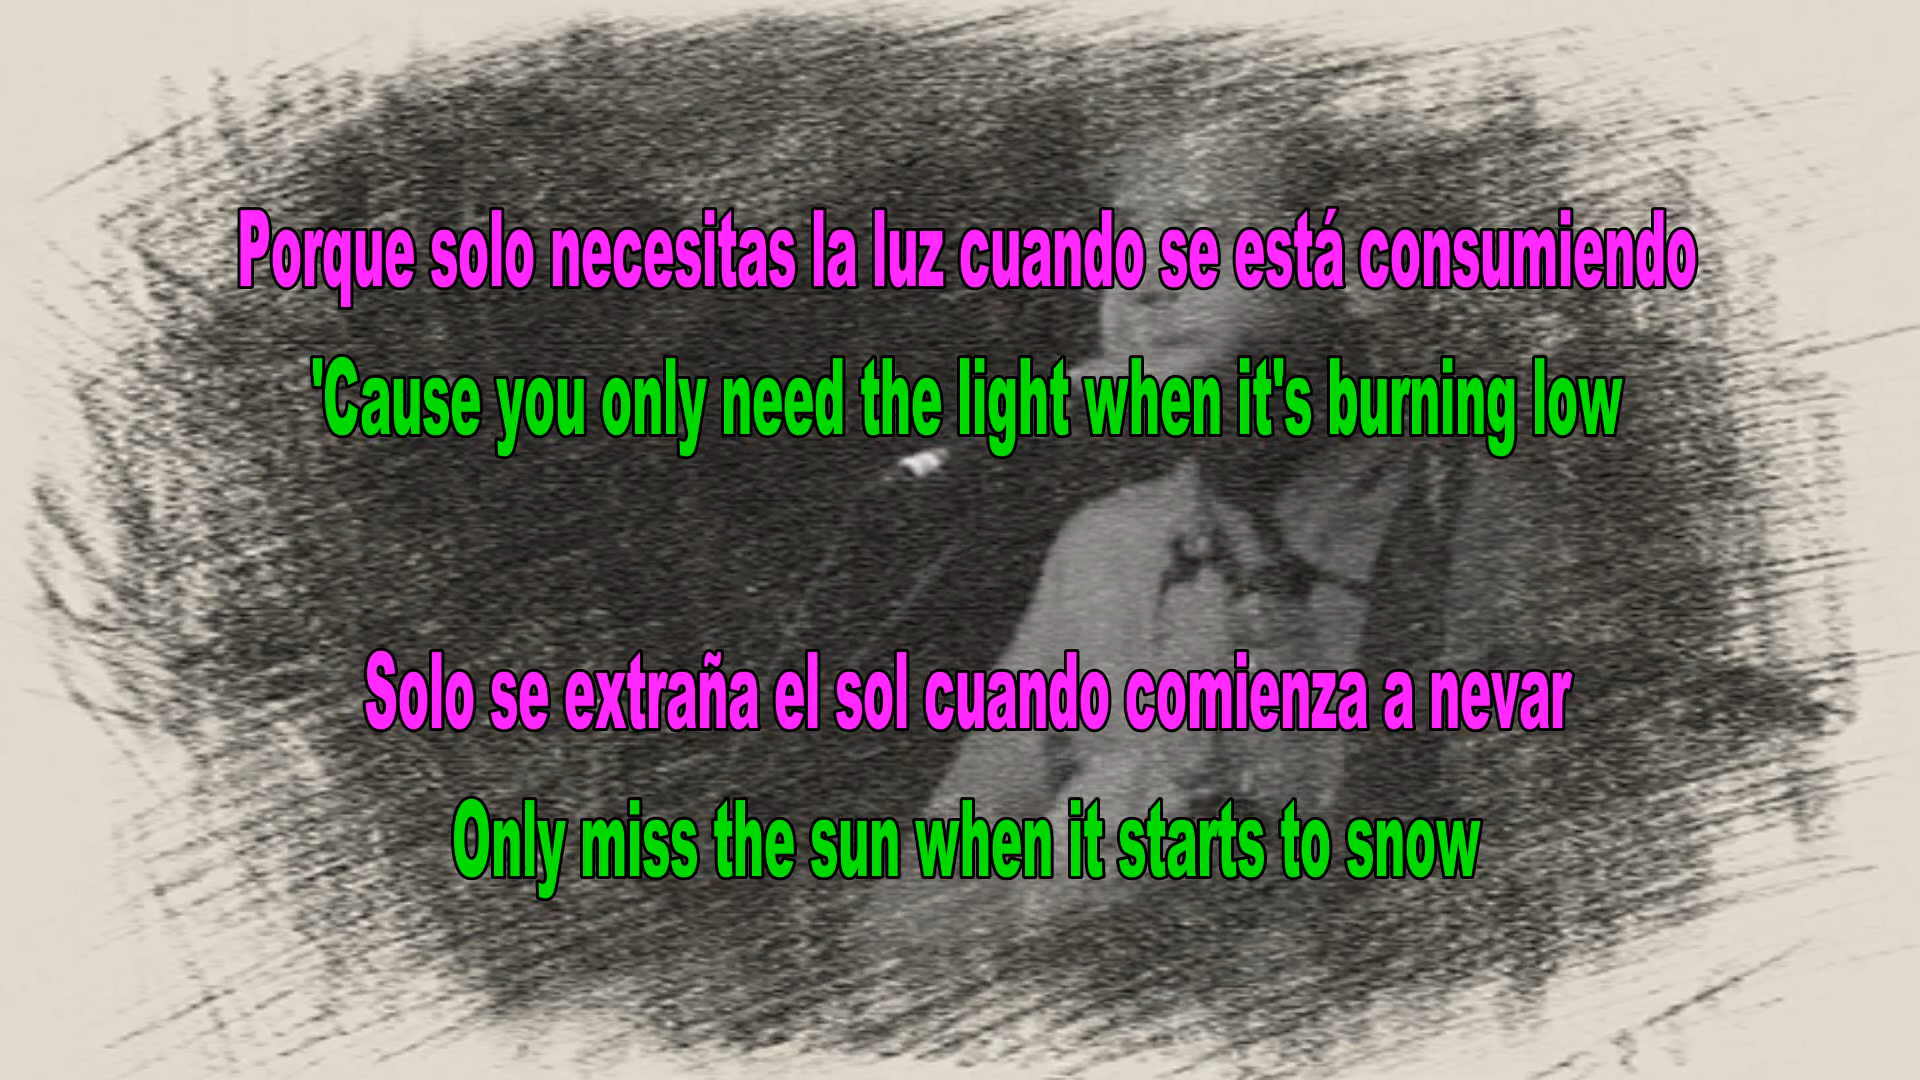 Porque solo necesitas la luz cuando se está consumiendo
'Cause you only need the light when it's burning low
Solo se extraña el sol cuando comienza a nevar
Only miss the sun when it starts to snow